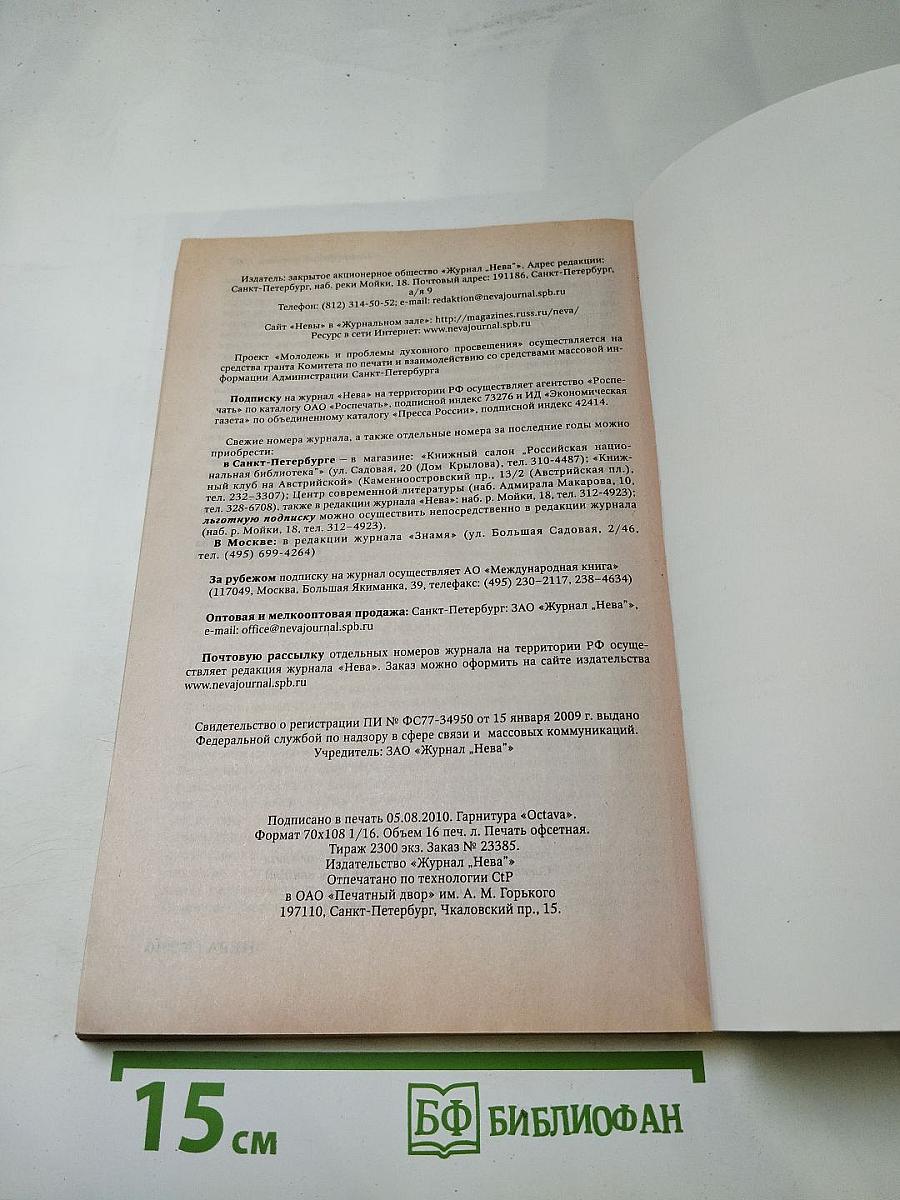 Издатель: закрытое акционерное общество «Журнал „Нева"». Адрес редакции:
Санкт-Петербург, наб. реки Мойки, 18. Почтовый адрес: 191186, Санкт-Петербург,
а/я 9
Телефон: (812) 314-50-52; e-mail: redaktion@nevajournal.spb.ru
Сайт «Невы» в «Журнальном зале»: http://magazines.russ.ru/neva/
Ресурс в сети Интернет: www.nevajournal.spb.ru
Проект «Молодежь и проблемы духовного просвещения» осуществляется на
средства гранта Комитета по печати и взаимодействию со средствами массовой ин-
формации Администрации Санкт-Петербурга
Подписку на журнал «Нева» на территории РФ осуществляет агентство «Роспе-
чать» по каталогу ОАО «Роспечать», подписной индекс 73276 и ИД «Экономическая
газета» по объединенному каталогу «Пресса России», подписной индекс 42414.
Свежие номера журнала, а также отдельные номера за последние годы можно
приобрести:
в Санкт-Петербурге – в магазине: «Книжный салон „Российская нацио-
нальная библиотека"» (ул. Садовая, 20 (Дом Крылова), тел. 310-4487); «Книж-
ный клуб на Австрийской» (Каменноостровский пр., 13/2 (Австрийская пл.),
тел. 232–3307); Центр современной литературы (наб. Адмирала Макарова, 10,
тел. 328-6708), также в редакции журнала «Нева»: наб. р. Мойки, 18, тел. 312-4923);
льготную подписку можно осуществить непосредственно в редакции журнала
(наб. р. Мойки, 18, тел. 312–4923).
В Москве: в редакции журнала «Знамя» (ул. Большая Садовая, 2/46,
тел. (495) 699-4264)
За рубежом подписку на журнал осуществляет АО «Международная книга»
(117049, Москва, Большая Якиманка, 39, телефакс: (495) 230–2117, 238–4634)
Оптовая и мелкооптовая продажа: Санкт-Петербург: ЗАО «Журнал „Нева"»,
e-mail: office@nevajournal.spb.ru
Почтовую рассылку отдельных номеров журнала на территории РФ осуще-
ствляет редакция журнала «Нева». Заказ можно оформить на сайте издательства
www.nevajournal.spb.ru
Свидетельство о регистрации ПИ № ФС77-34950 от 15 января 2009 г. выдано
Федеральной службой по надзору в сфере связи и массовых коммуникаций.
Учредитель: ЗАО «Журнал „Нева"»
Подписано в печать 05.08.2010. Гарнитура «Octava».
Формат 70x108 1/16. Объем 16 печ. л. Печать офсетная.
Тираж 2300 экз. Заказ № 23385.
Издательство «Журнал „Нева"»
Отпечатано по технологии CtP
в ОАО «Печатный двор» им. А. М. Горького
197110, Санкт-Петербург, Чкаловский пр., 15.
15 см
БФ БИБЛИОФАН